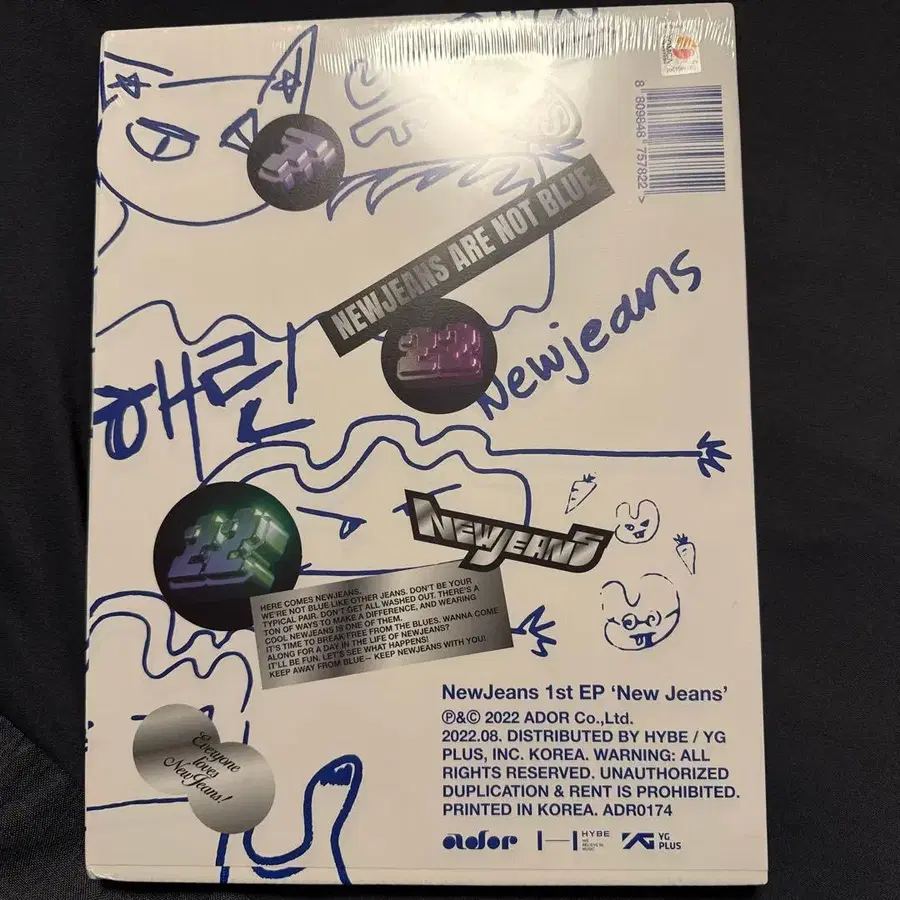 8 809848 757822 >
NEWJEANS ARE NOT BLUE
22
Newjeans
해린
22
NEWJEANS
HERE COMES NEWJEANS.
WE'RE NOT BLUE LIKE OTHER JEANS. DON'T BE YOUR
TYPICAL PAIR. DON'T GET ALL WASHED OUT. THERE'S A
TON OF WAYS TO MAKE A DIFFERENCE, AND WEARING
COOL NEWJEANS IS ONE OF THEM.
IT'S TIME TO BREAK FREE FROM THE BLUES. WANNA COME
ALONG FOR A DAY IN THE LIFE OF NEWJEANS?
IT'LL BE FUN. LET'S SEE WHAT HAPPENS!
KEEP AWAY FROM BLUE— KEEP NEWJEANS WITH YOU!
Everyone
loves
NewJeans!
NewJeans 1st EP ‘New Jeans’
℗&© 2022 ADOR Co.,Ltd.
2022.08. DISTRIBUTED BY HYBE / YG
PLUS, INC. KOREA. WARNING: ALL
RIGHTS RESERVED. UNAUTHORIZED
DUPLICATION & RENT IS PROHIBITED.
PRINTED IN KOREA. ADR0174
ador
HYBE
WE
BELIEVE IN
MUSIC
YG
PLUS